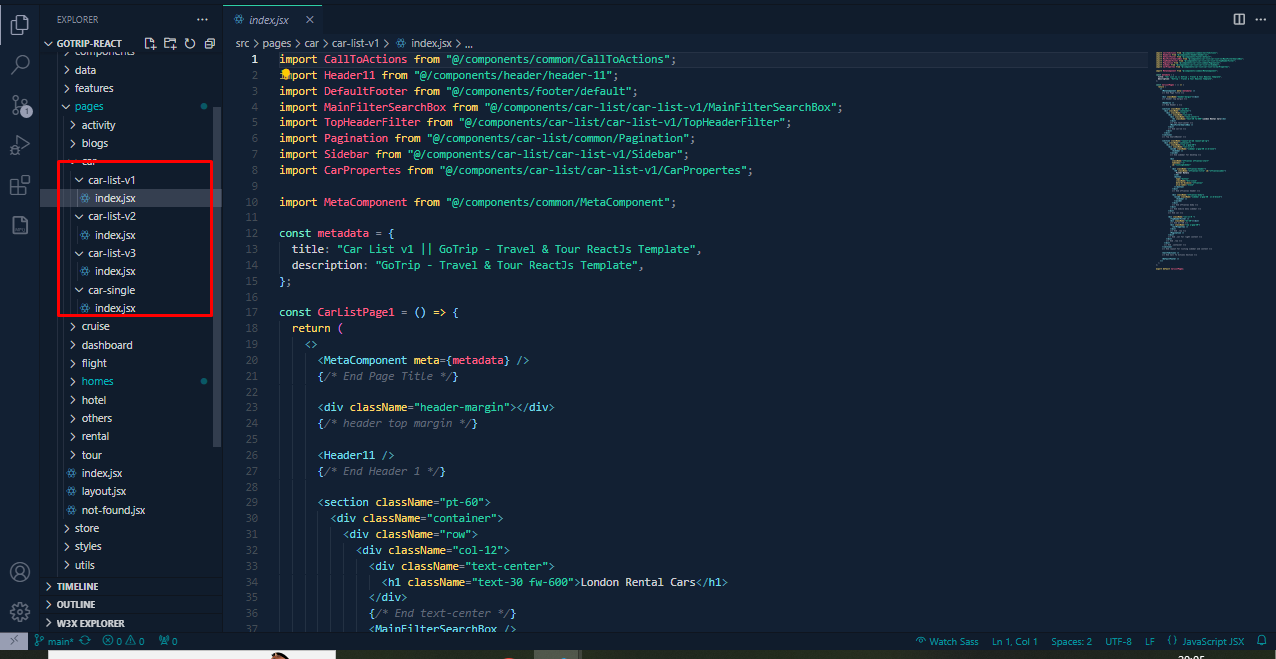 EXPLORER
GOTRIP-REACT
components
data
features
pages
activity
blogs
car
car-list-v1
index.jsx
car-list-v2
index.jsx
car-list-v3
index.jsx
car-single
index.jsx
cruise
dashboard
flight
homes
hotel
others
rental
tour
index.jsx
layout.jsx
not-found.jsx
store
styles
utils
TIMELINE
OUTLINE
W3X EXPLORER
1
index.jsx
src > pages > car > car-list-v1 > index.jsx > ...
1 import CallToActions from "@/components/common/CallToActions";
2 import Header11 from "@/components/header/header-11";
3 import DefaultFooter from "@/components/footer/default";
4 import MainFilterSearchBox from "@/components/car-list/car-list-v1/MainFilterSearchBox";
5 import TopHeaderFilter from "@/components/car-list/car-list-v1/TopHeaderFilter";
6 import Pagination from "@/components/car-list/common/Pagination";
7 import Sidebar from "@/components/car-list/car-list-v1/Sidebar";
8 import CarPropertes from "@/components/car-list/car-list-v1/CarPropertes";
9
10 import MetaComponent from "@/components/common/MetaComponent";
11
12 const metadata = {
13 title: "Car List v1 || GoTrip - Travel & Tour ReactJs Template",
14 description: "GoTrip - Travel & Tour ReactJs Template",
15 };
16
17 const CarListPage1 = () => {
18 return (
19 <>
20 <MetaComponent meta={metadata} />
21 {/* End Page Title */}
22
23 <div className="header-margin"></div>
24 {/* header top margin */}
25
26 <Header11 />
27 {/* End Header 1 */}
28
29 <section className="pt-60">
30 <div className="container">
31 <div className="row">
32 <div className="col-12">
33 <div className="text-center">
34 <h1 className="text-30 fw-600">London Rental Cars</h1>
35 </div>
36 {/* End text-center */}
37 <MainFilterSearchBox />
main* 0 0 0
Watch Sass Ln 1, Col 1 Spaces: 2 UTF-8 LF {} JavaScript JSX